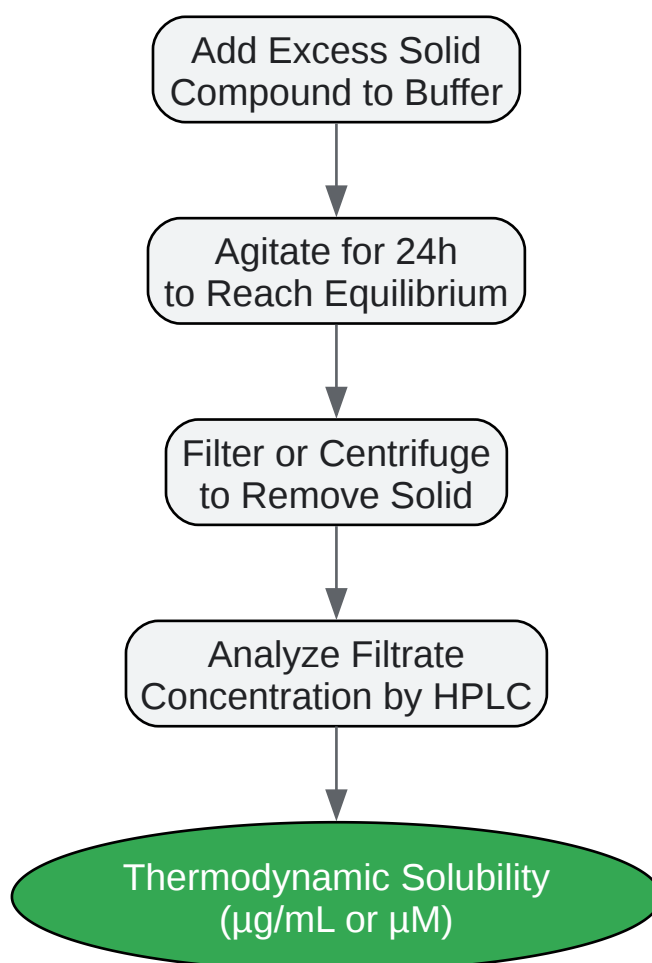 Add Excess Solid
Compound to Buffer
Agitate for 24h
to Reach Equilibrium
Filter or Centrifuge
to Remove Solid
Analyze Filtrate
Concentration by HPLC
Thermodynamic Solubility
(µg/mL or µM)